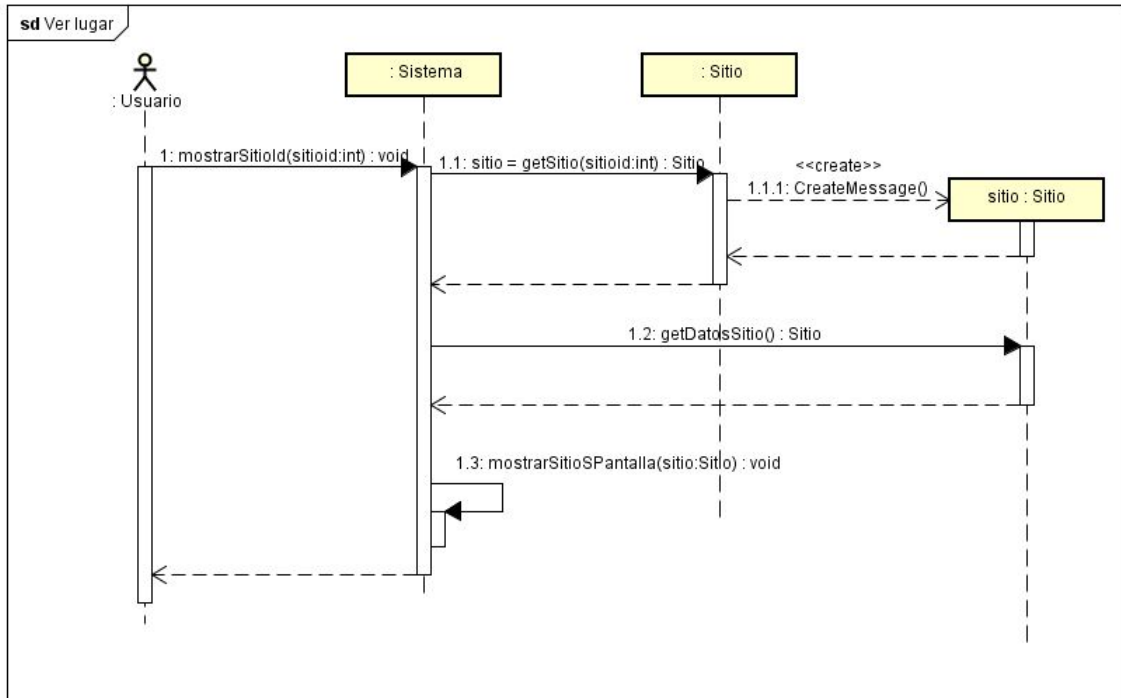 sd Ver lugar
: Usuario
: Sistema
: Sitio
1: mostrarSitioId(sitioid:int) : void
1.1: sitio = getSitio(sitioid:int) : Sitio
<<create>>
1.1.1: CreateMessage()
sitio : Sitio
1.2: getDatosSitio() : Sitio
1.3: mostrarSitioSPantalla(sitio:Sitio) : void